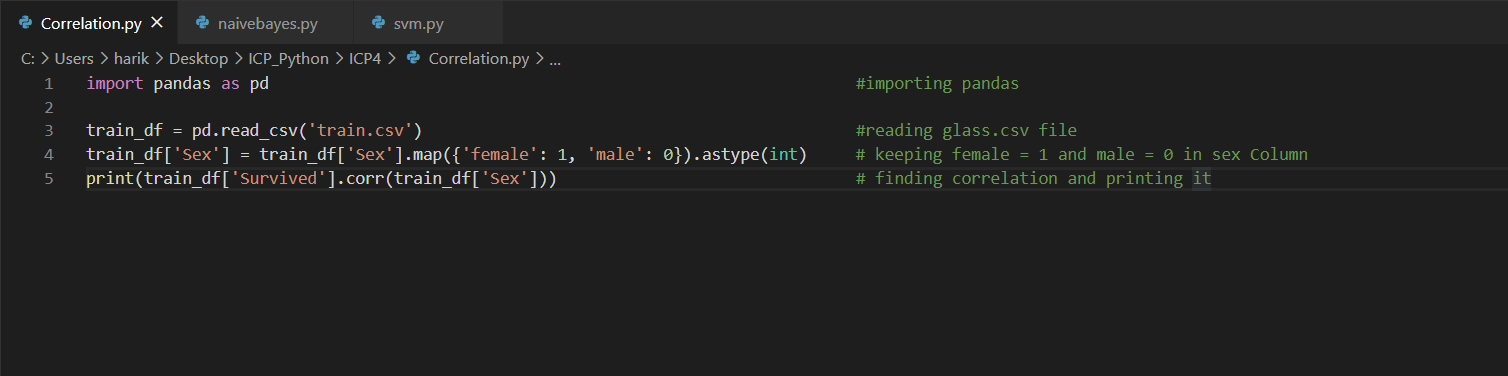 Correlation.py × naivebayes.py svm.py
C: > Users > harik > Desktop > ICP_Python > ICP4 > Correlation.py > ...
1 import pandas as pd #importing pandas
2
3 train_df = pd.read_csv('train.csv') #reading glass.csv file
4 train_df['Sex'] = train_df['Sex'].map({'female': 1, 'male': 0}).astype(int) # keeping female = 1 and male = 0 in sex Column
5 print(train_df['Survived'].corr(train_df['Sex'])) # finding correlation and printing it